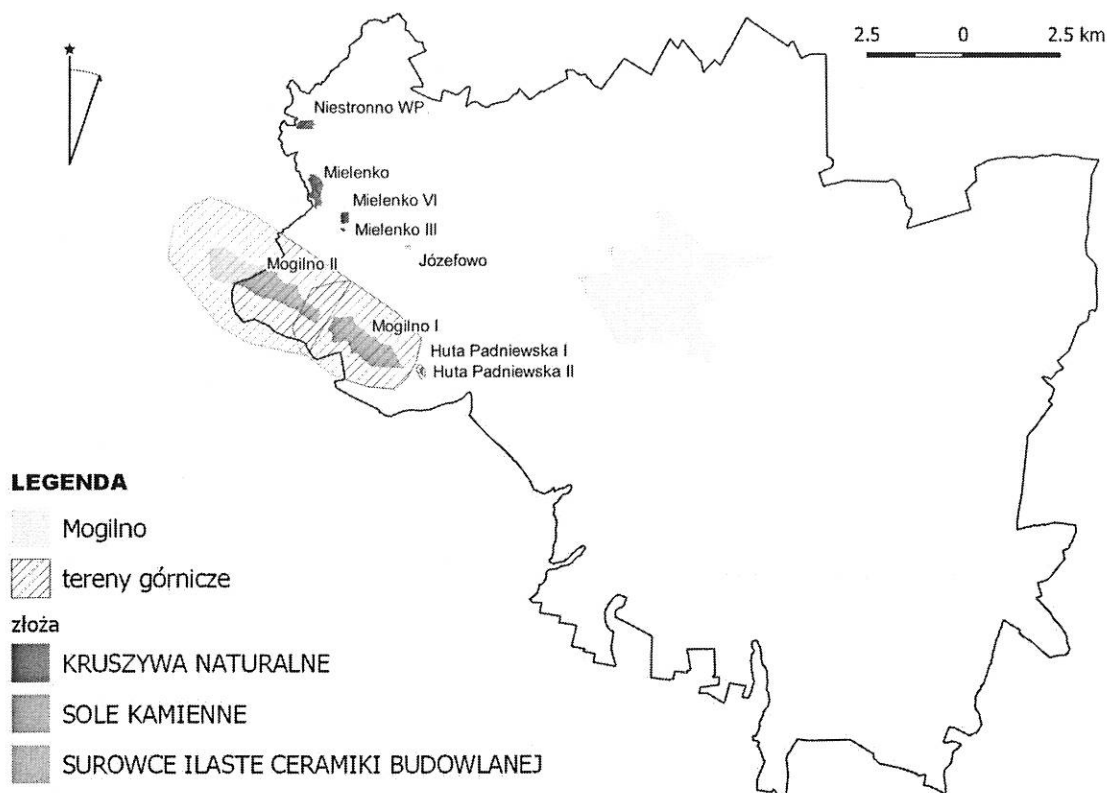 2.5 0 2.5 km
Niestronno WP
Mielenko
Mielenko VI
Mielenko III
Józefowo
Mogilno II
Mogilno I
Huta Padniewska I
Huta Padniewska II
LEGENDA
Mogilno
tereny górnicze
złoża
KRUSZYWA NATURALNE
SOLE KAMIENNE
SUROWCE ILASTE CERAMIKI BUDOWLANEJ